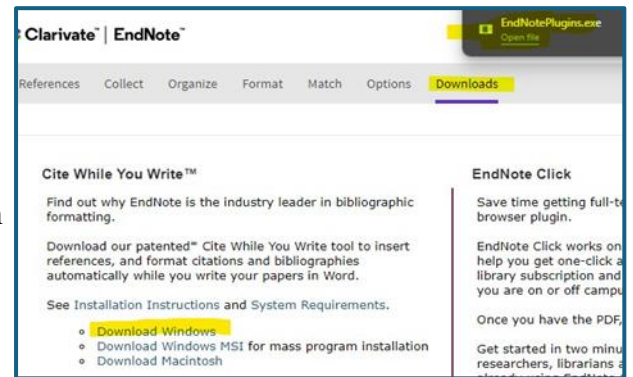 Clarivate™ | EndNote™
EndNotePlugins.exe
Open file
References Collect Organize Format Match Options Downloads
Cite While You Write™
Find out why EndNote is the industry leader in bibliographic
formatting.
Download our patented* Cite While You Write tool to insert
references, and format citations and bibliographies
automatically while you write your papers in Word.
See Installation Instructions and System Requirements.
Download Windows
Download Windows MSI for mass program installation
Download Macintosh
EndNote Click
Save time getting full-te
browser plugin.
EndNote Click works on
help you get one-click a
library subscription and
you are on or off campu
Once you have the PDF,
Get started in two minu
researchers, librarians a